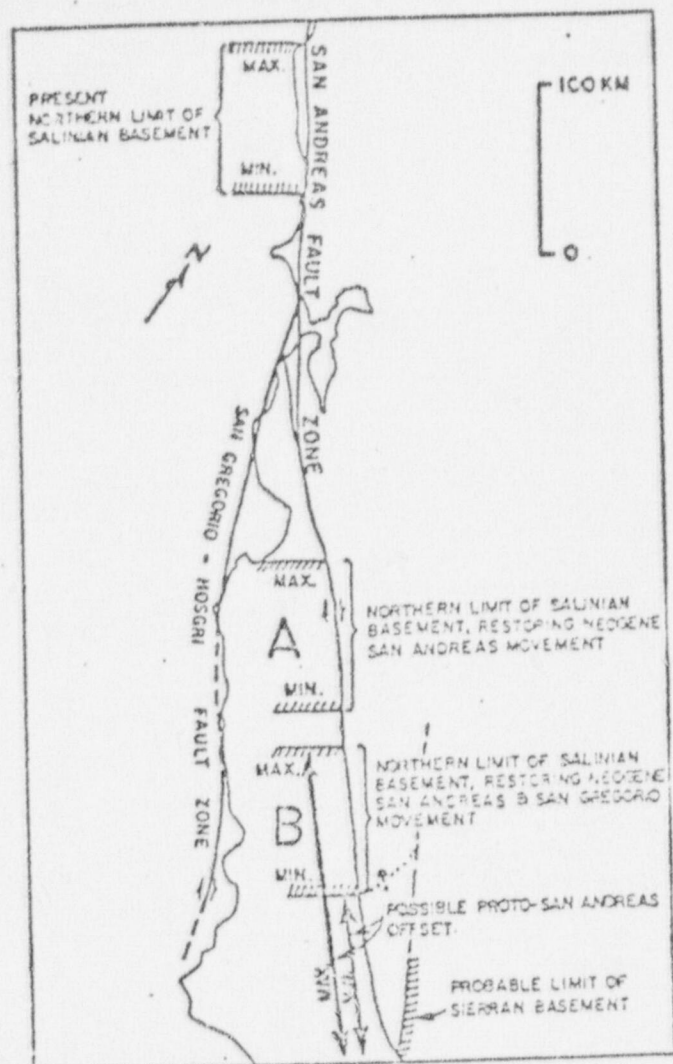 MAX.
100 KM
PRESENT
NORTHERN LIMIT OF
SALINIAN BASEMENT
MIN.
SAN ANDREAS FAULT ZONE
N
0
SAN GREGORIO - HOSGRI FAULT ZONE
MAX.
A
NORTHERN LIMIT OF SALINIAN
BASEMENT, RESTORING NEOGENE
SAN ANDREAS MOVEMENT
MIN.
MAX.
B
NORTHERN LIMIT OF SALINIAN
BASEMENT, RESTORING NEOGENE
SAN ANDREAS & SAN GREGORIO
MOVEMENT
MIN.
POSSIBLE PROTO-SAN ANDREAS
OFFSET
PROBABLE LIMIT OF
SIERRAN BASEMENT